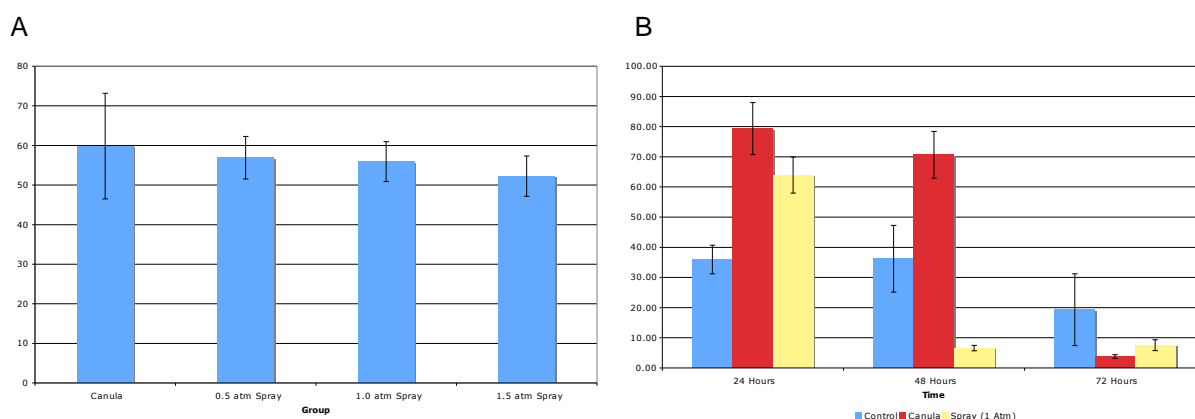 A
80
70
60
50
40
30
20
10
0
Canula 0.5 atm Spray 1.0 atm Spray 1.5 atm Spray
Group
B
100.00
90.00
80.00
70.00
60.00
50.00
40.00
30.00
20.00
10.00
0.00
24 Hours 48 Hours 72 Hours
Time
Control Canula Spray (1 Atm)